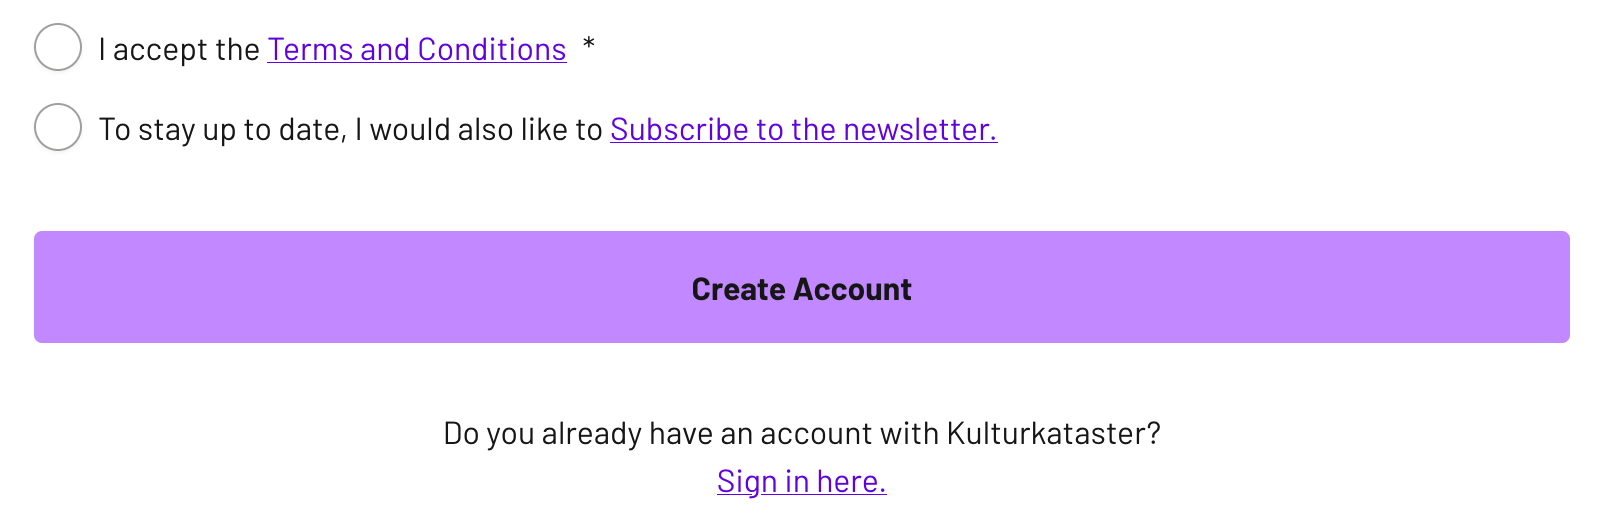 I accept the Terms and Conditions *
To stay up to date, I would also like to Subscribe to the newsletter.
Create Account
Do you already have an account with Kulturkataster?
Sign in here.